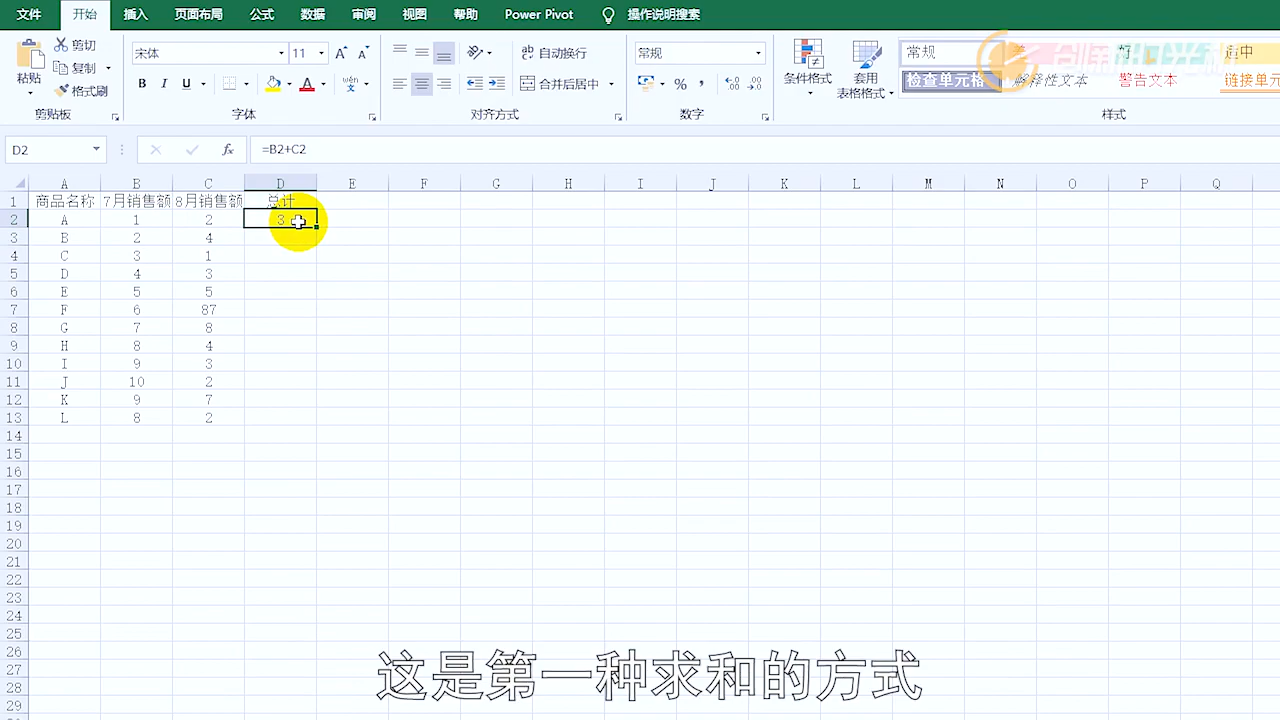 文件 开始 插入 页面布局 公式 数据 审阅 视图 帮助 Power Pivot 操作说明搜索
粘贴 剪切 复制 格式刷 剪贴板
宋体 11 B I U 字体
自动换行 合并后居中 对齐方式
常规 % 数字
条件格式 套用表格格式 常规 差 好 适中 检查单元格 解释性文本 警告文本 链接单元 样式
创新时光机
D2 fx =B2+C2
A B C D E F G H I J K L M N O P Q
1 商品名称 7月销售额 8月销售额 总计
2 A 1 2 3
3 B 2 4
4 C 3 1
5 D 4 3
6 E 5 5
7 F 6 87
8 G 7 8
9 H 8 4
10 I 9 3
11 J 10 2
12 K 9 7
13 L 8 2
14
15
16
17
18
19
20
21
22
23
24
25
26
27
28
这是第一种求和的方式